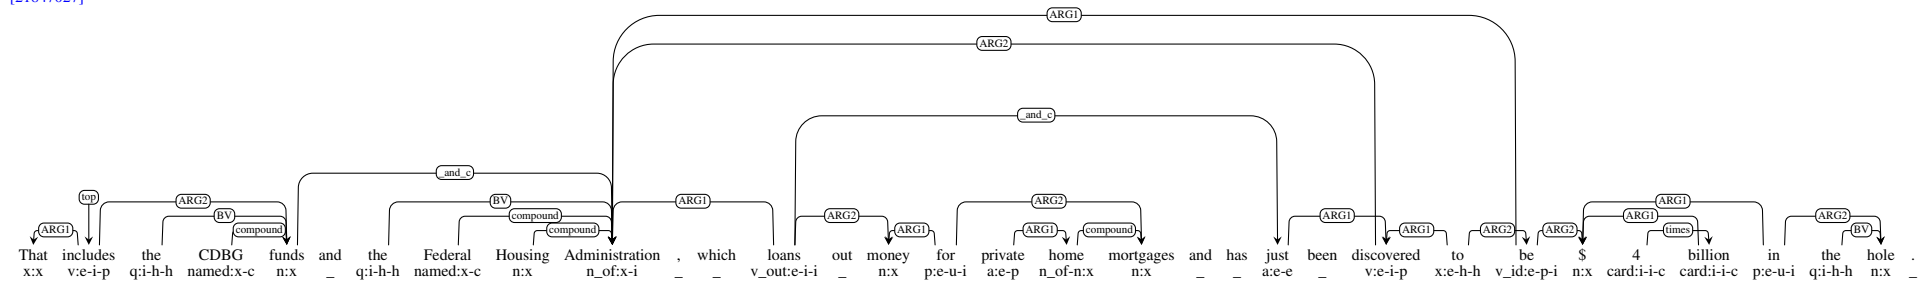 [21647027]
ARG1
ARG2
_and_c
_and_c
top ARG2 BV ARG1 ARG2 ARG2 ARG1
BV compound ARG2 ARG1 ARG1 ARG2
ARG1 compound compound ARG1 ARG1 compound ARG1 ARG2 ARG2 times BV
That includes the CDBG funds and the Federal Housing Administration , which loans out money for private home mortgages and has just been discovered to be $ 4 billion in the hole .
x:x v:e-i-p q:i-h-h named:x-c n:x _ q:i-h-h named:x-c n:x n_of:x-i _ _ v_out:e-i-i _ n:x p:e-u-i a:e-p n_of-n:x n:x _ _ a:e-e _ v:e-i-p x:e-h-h v_id:e-p-i n:x card:i-i-c card:i-i-c p:e-u-i q:i-h-h n:x _